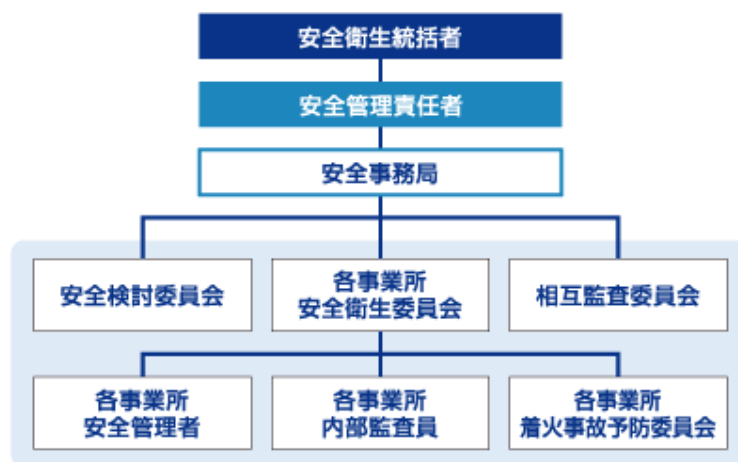 安全衛生統括者
安全管理責任者
安全事務局
安全検討委員会
各事業所
安全衛生委員会
相互監査委員会
各事業所
安全管理者
各事業所
内部監査員
各事業所
着火事故予防委員会